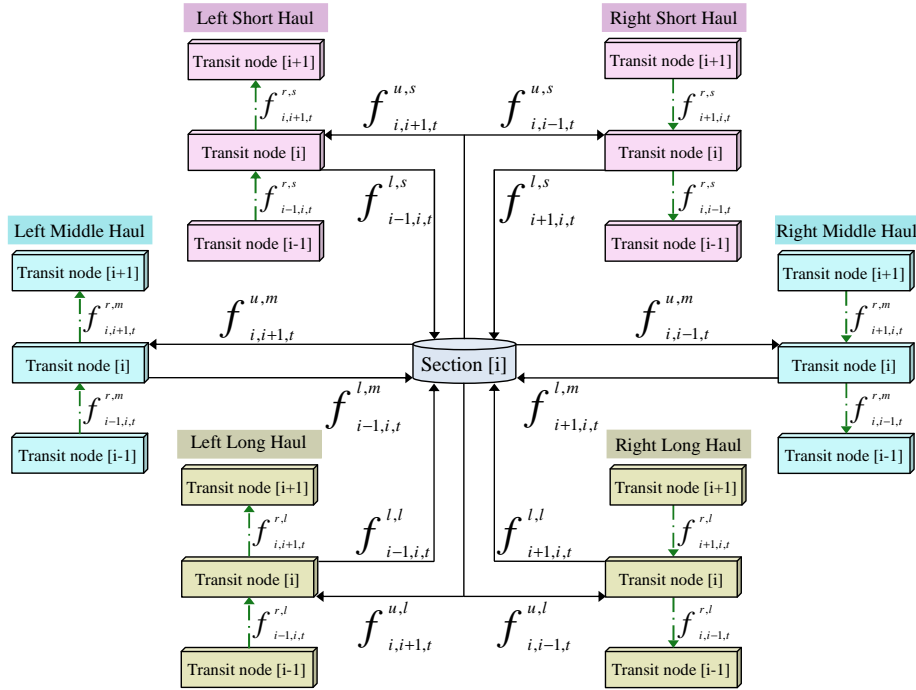 Left Short Haul
Right Short Haul
Transit node [i+1]
f^{r,s}_{i,i+1,t}
Transit node [i]
f^{r,s}_{i-1,i,t}
Transit node [i-1]
f^{u,s}_{i,i+1,t}
f^{u,s}_{i,i-1,t}
f^{l,s}_{i-1,i,t}
f^{l,s}_{i+1,i,t}
Transit node [i+1]
f^{r,s}_{i+1,i,t}
Transit node [i]
f^{r,s}_{i,i-1,t}
Transit node [i-1]
Left Middle Haul
Transit node [i+1]
f^{r,m}_{i,i+1,t}
Transit node [i]
f^{r,m}_{i-1,i,t}
Transit node [i-1]
f^{u,m}_{i,i+1,t}
f^{u,m}_{i,i-1,t}
Section [i]
f^{l,m}_{i-1,i,t}
f^{l,m}_{i+1,i,t}
Right Middle Haul
Transit node [i+1]
f^{r,m}_{i+1,i,t}
Transit node [i]
f^{r,m}_{i,i-1,t}
Transit node [i-1]
Left Long Haul
Right Long Haul
Transit node [i+1]
f^{r,l}_{i,i+1,t}
Transit node [i]
f^{r,l}_{i-1,i,t}
Transit node [i-1]
f^{l,l}_{i-1,i,t}
f^{l,l}_{i+1,i,t}
f^{u,l}_{i,i+1,t}
f^{u,l}_{i,i-1,t}
Transit node [i+1]
f^{r,l}_{i+1,i,t}
Transit node [i]
f^{r,l}_{i,i-1,t}
Transit node [i-1]